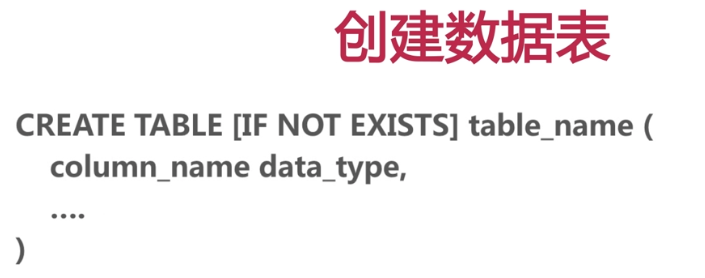 创建数据表
CREATE TABLE [IF NOT EXISTS] table_name (
column_name data_type,
....
)